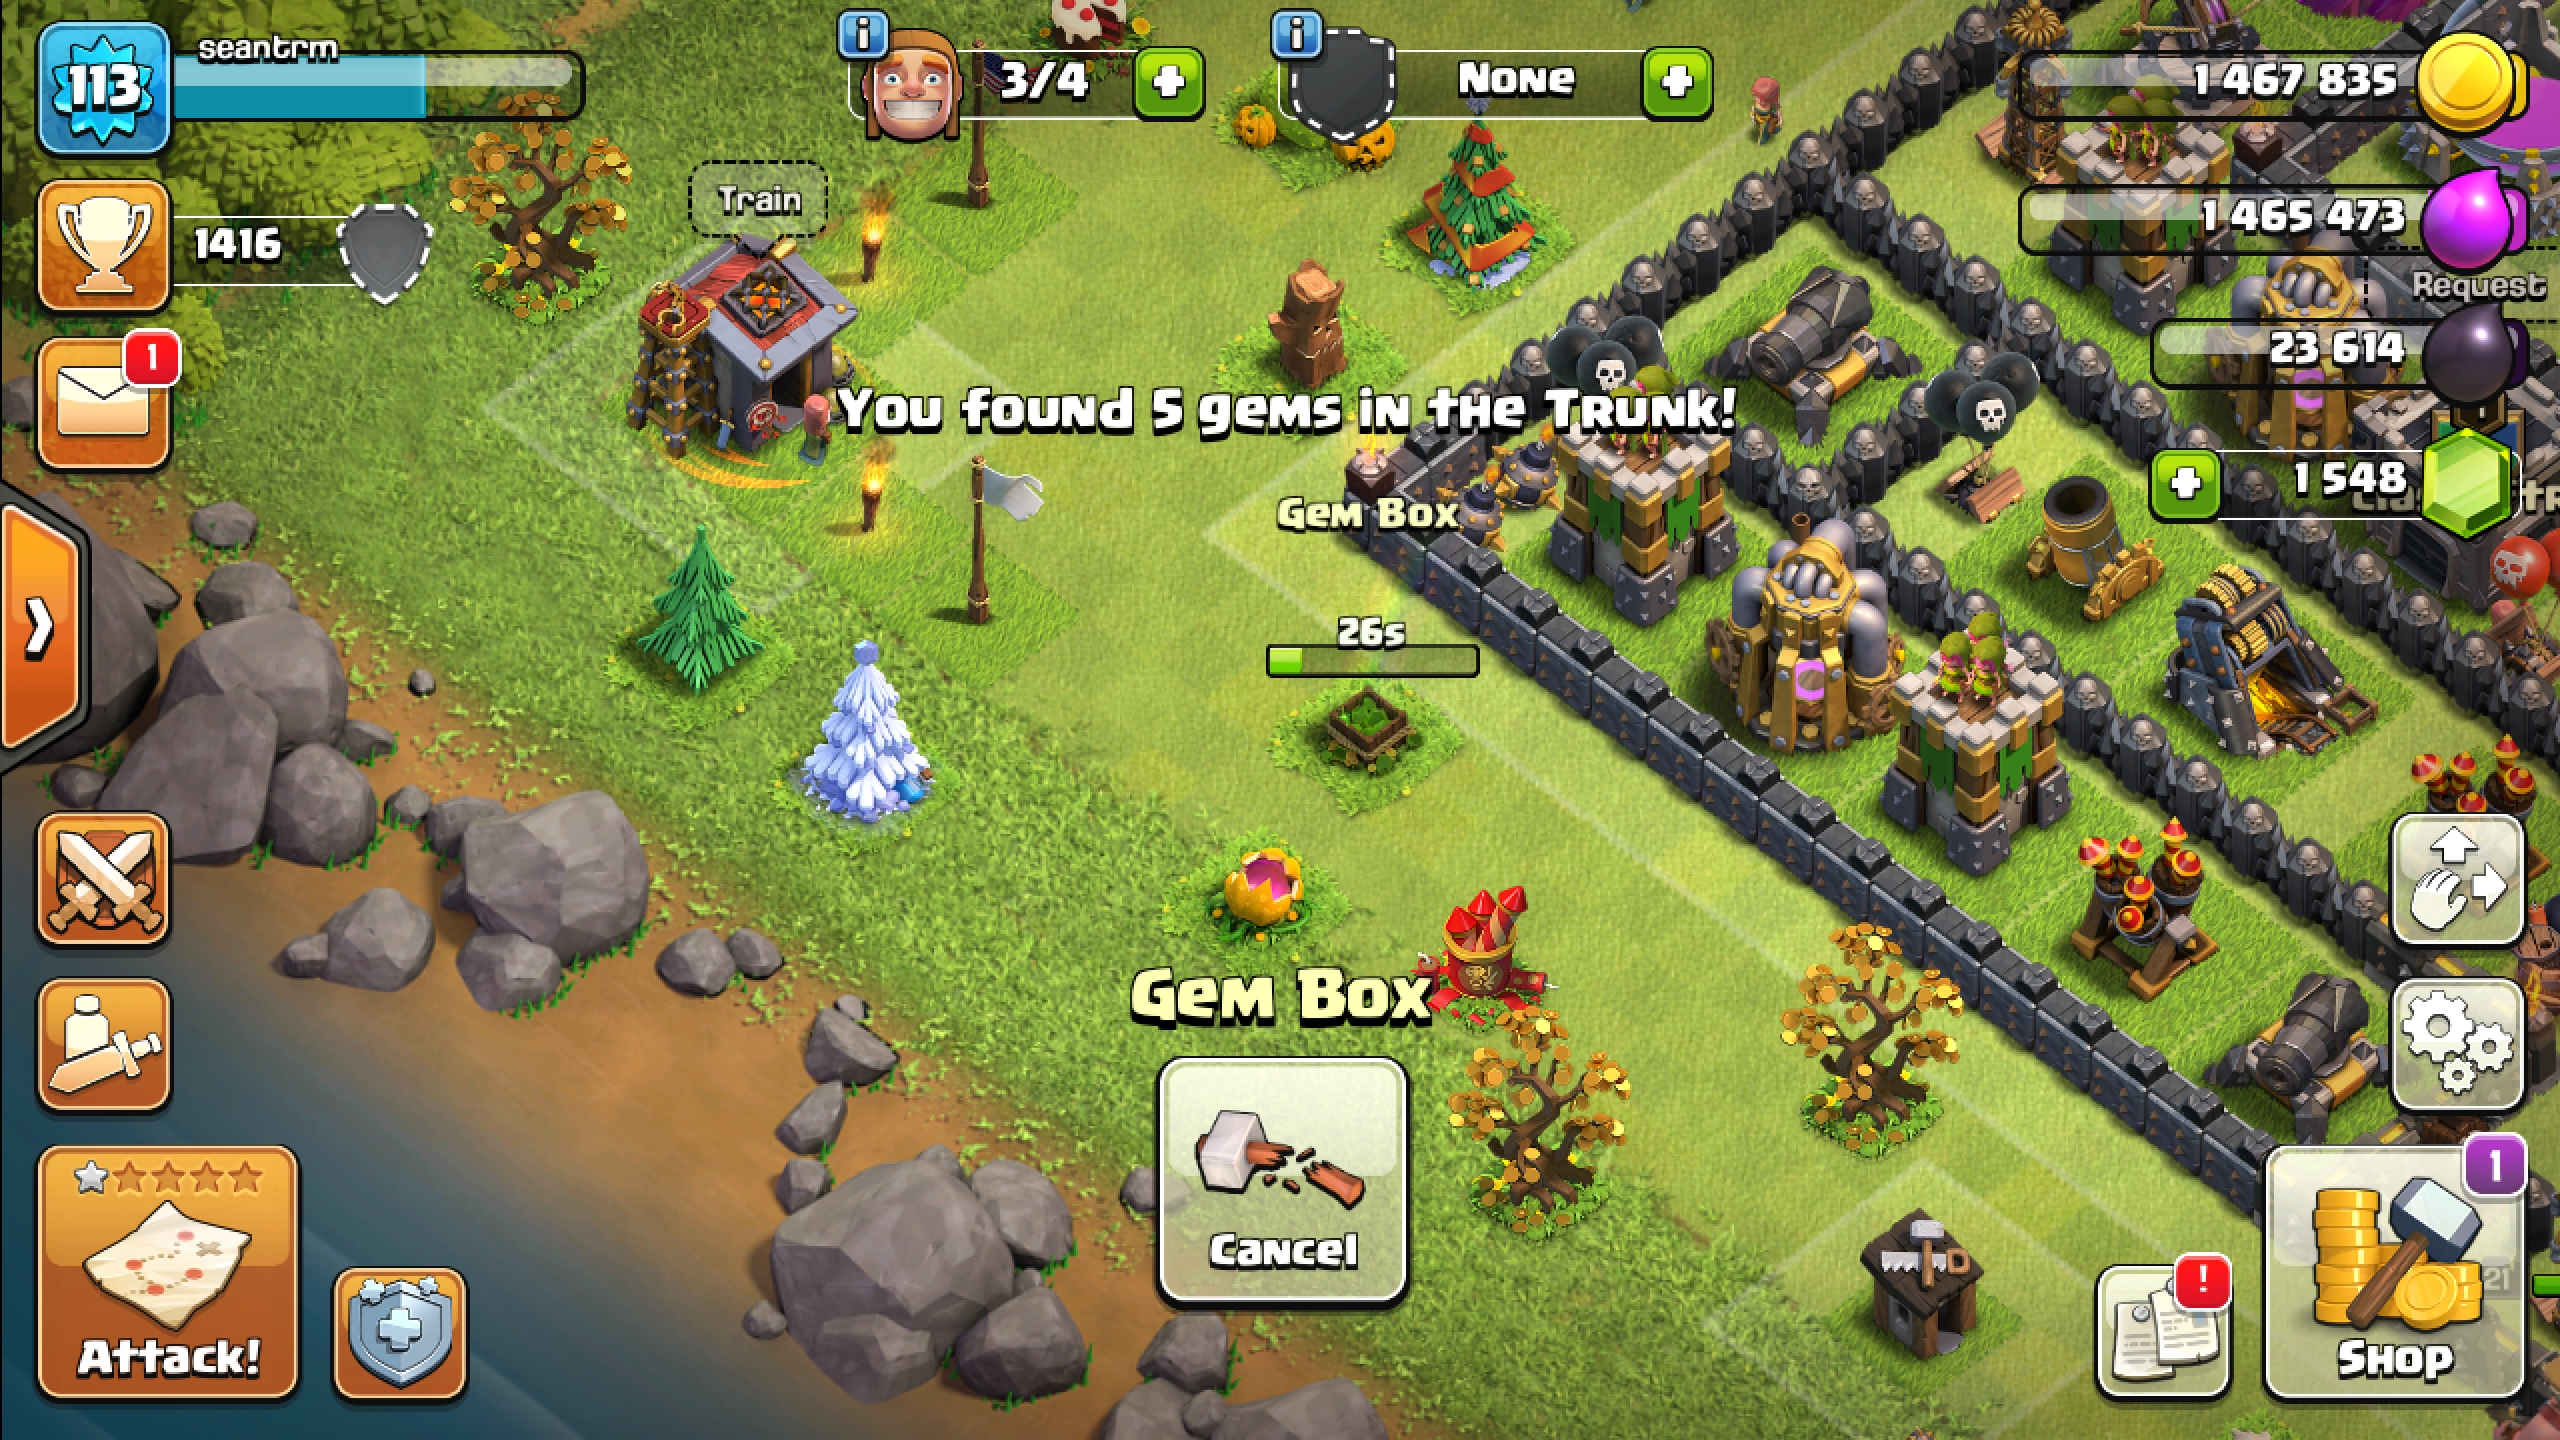 113
seantrm
3/4
None
1 467 835
1416
Train
1 465 473
Request
1
23 614
You found 5 gems in the Trunk!
1 548
Gem Box
26s
Gem Box
Cancel
Attack!
1
!
Shop